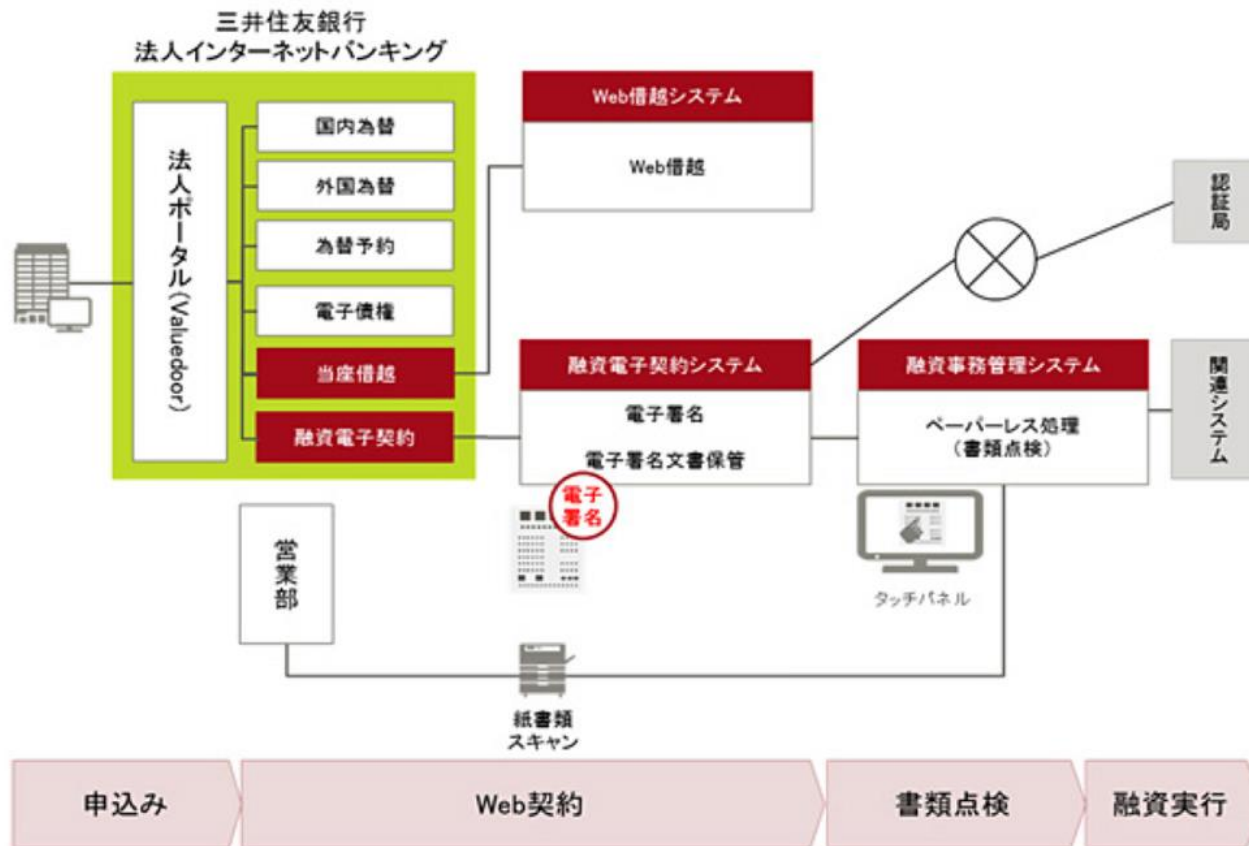 三井住友銀行
法人インターネットバンキング
法人ポータル(Valuedoor)
国内為替
外国為替
為替予約
電子債権
当座借越
融資電子契約
Web借越システム
Web借越
認証局
融資電子契約システム
電子署名
電子署名文書保管
電子
署名
融資事務管理システム
ペーパーレス処理
(書類点検)
関連システム
タッチパネル
営業部
紙書類
スキャン
申込み
Web契約
書類点検
融資実行